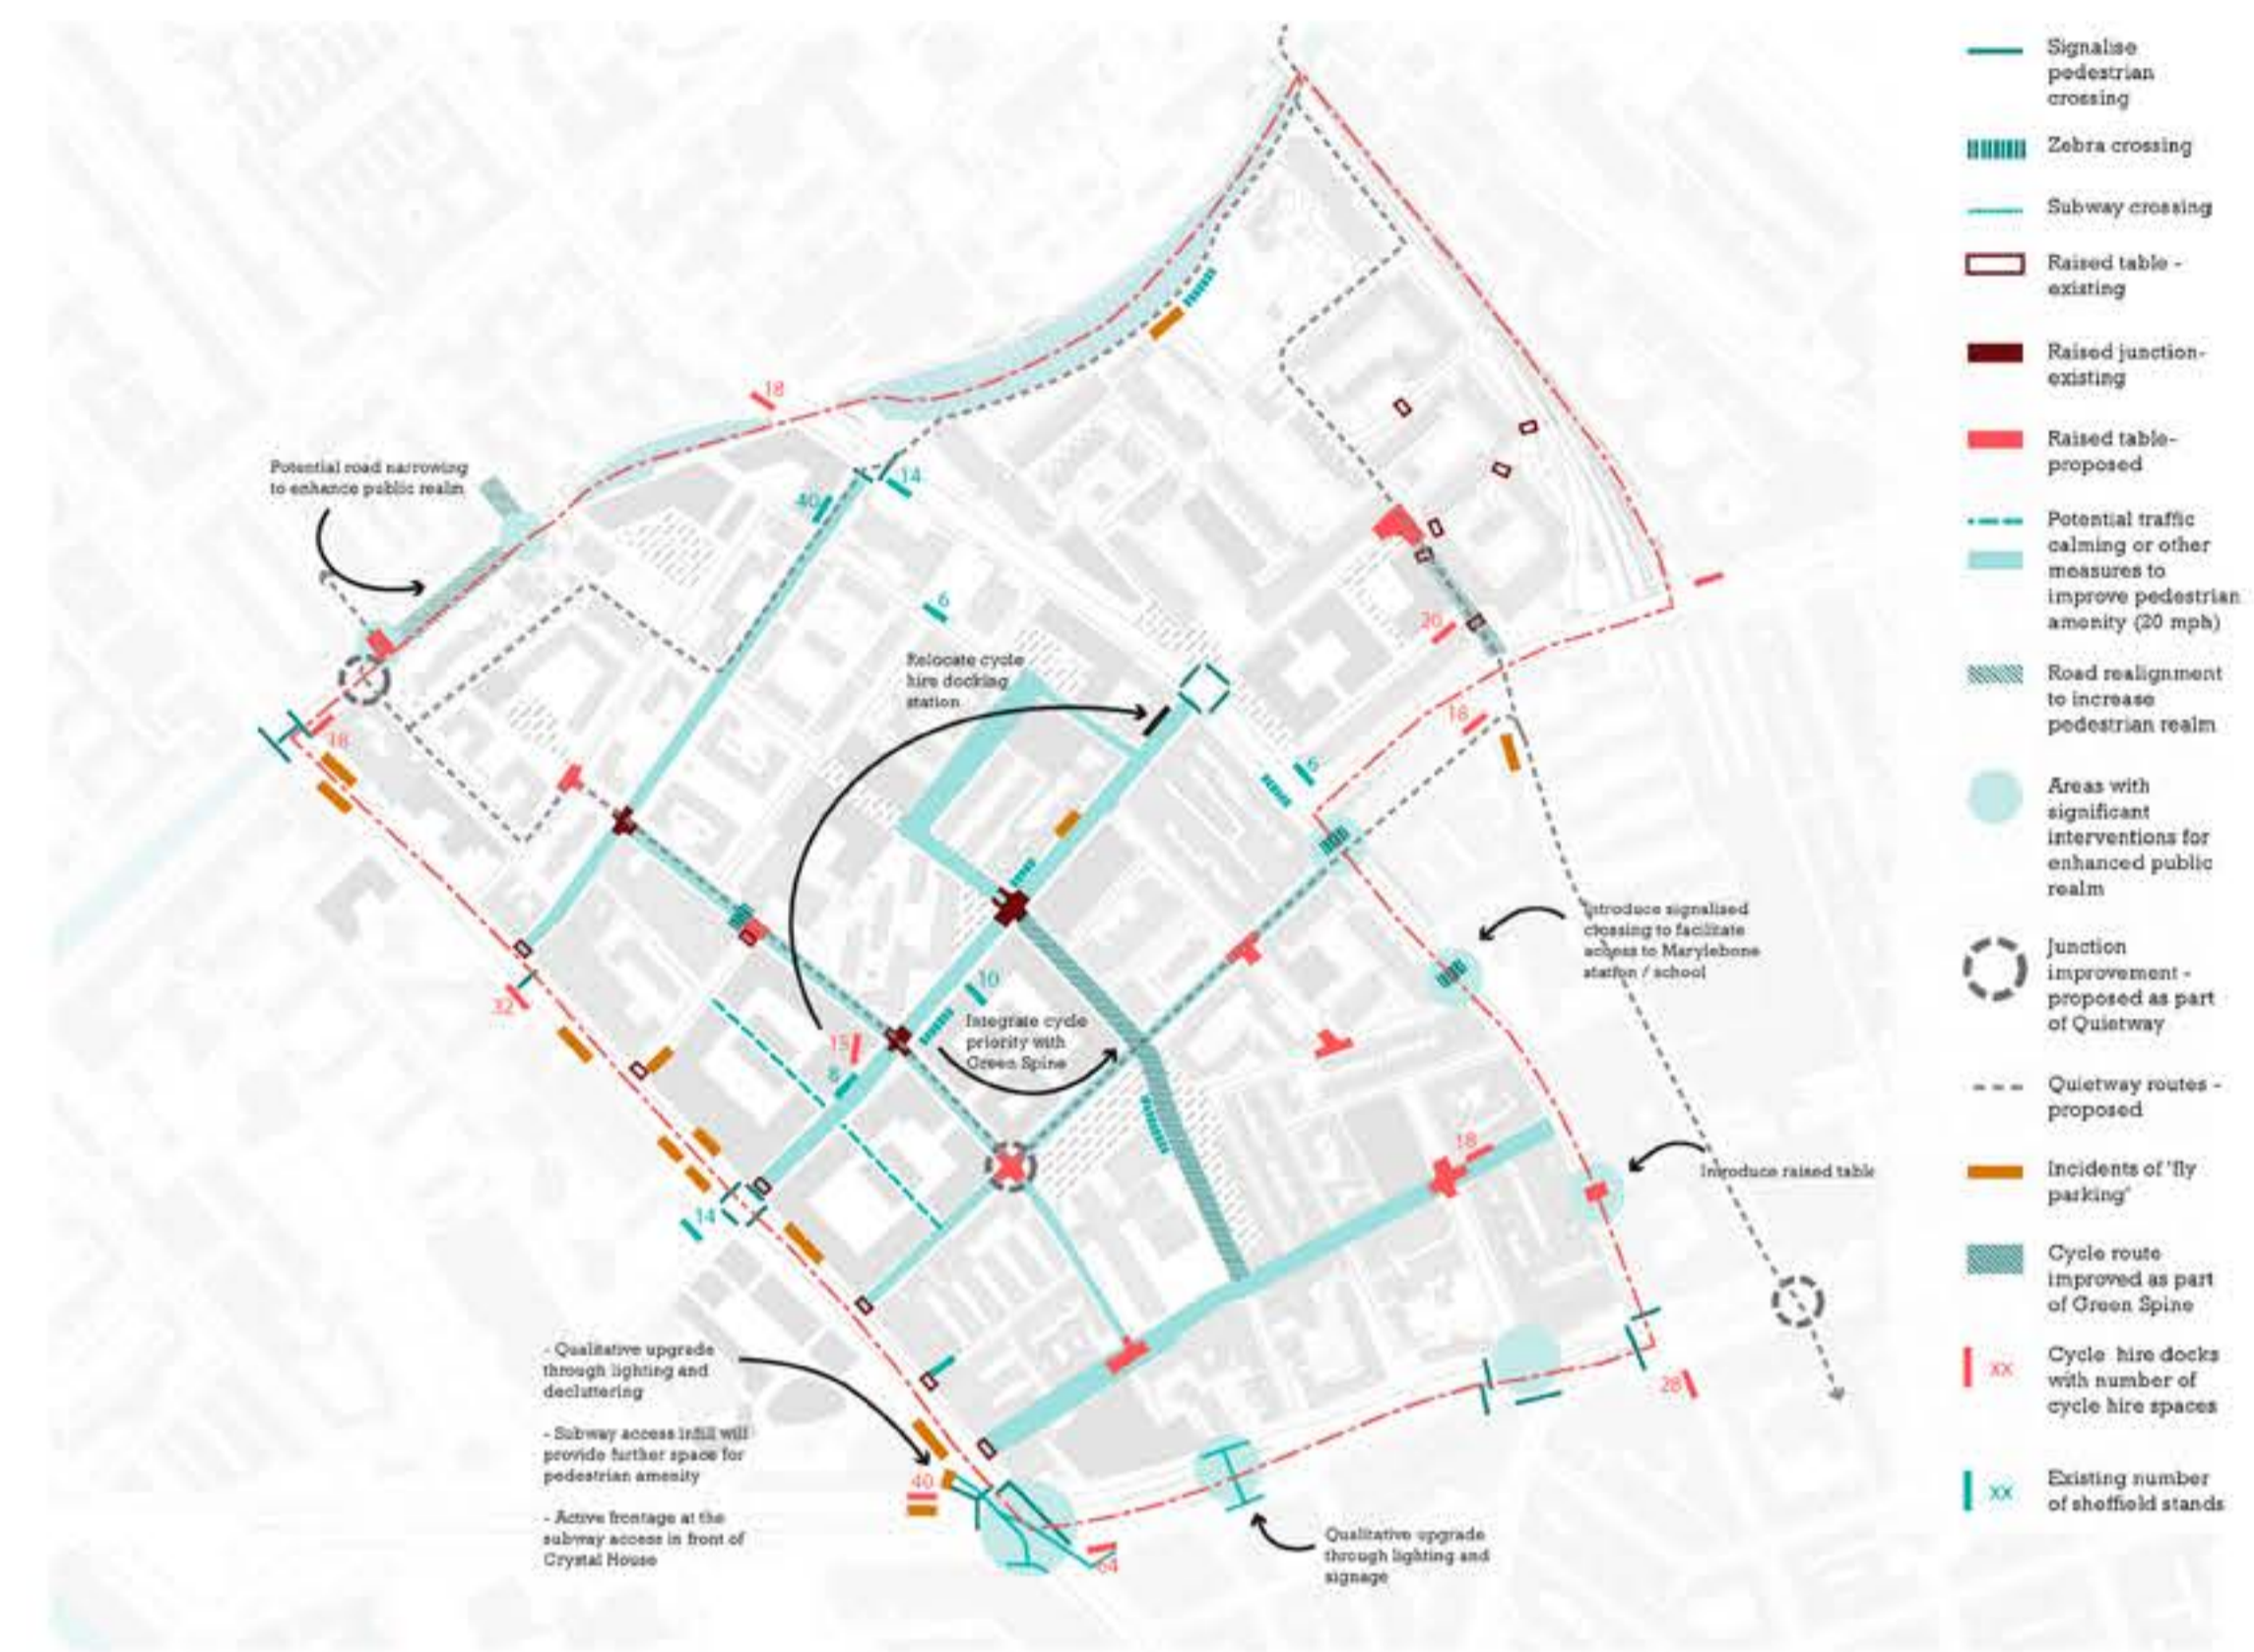 18
Potential road narrowing
to enhance public realm
14
40
6
Relocate cycle
hire docking
station
20
18
18
6
Introduce signalised
crossing to facilitate
access to Marylebone
station / school
32
10
Integrate cycle
priority with
Green Spine
8
18
Introduce raised table
14
- Qualitative upgrade
through lighting and
decluttering
- Subway access infill will
provide further space for
pedestrian amenity
- Active frontage at the
subway access in front of
Crystal House
28
40
64
Qualitative upgrade
through lighting and
signage
Signalise
pedestrian
crossing
Zebra crossing
Subway crossing
Raised table -
existing
Raised junction-
existing
Raised table-
proposed
Potential traffic
calming or other
measures to
improve pedestrian
amenity (20 mph)
Road realignment
to increase
pedestrian realm
Areas with
significant
interventions for
enhanced public
realm
Junction
improvement -
proposed as part
of Quietway
Quietway routes -
proposed
Incidents of 'fly
parking'
Cycle route
improved as part
of Green Spine
xx
Cycle hire docks
with number of
cycle hire spaces
xx
Existing number
of sheffield stands